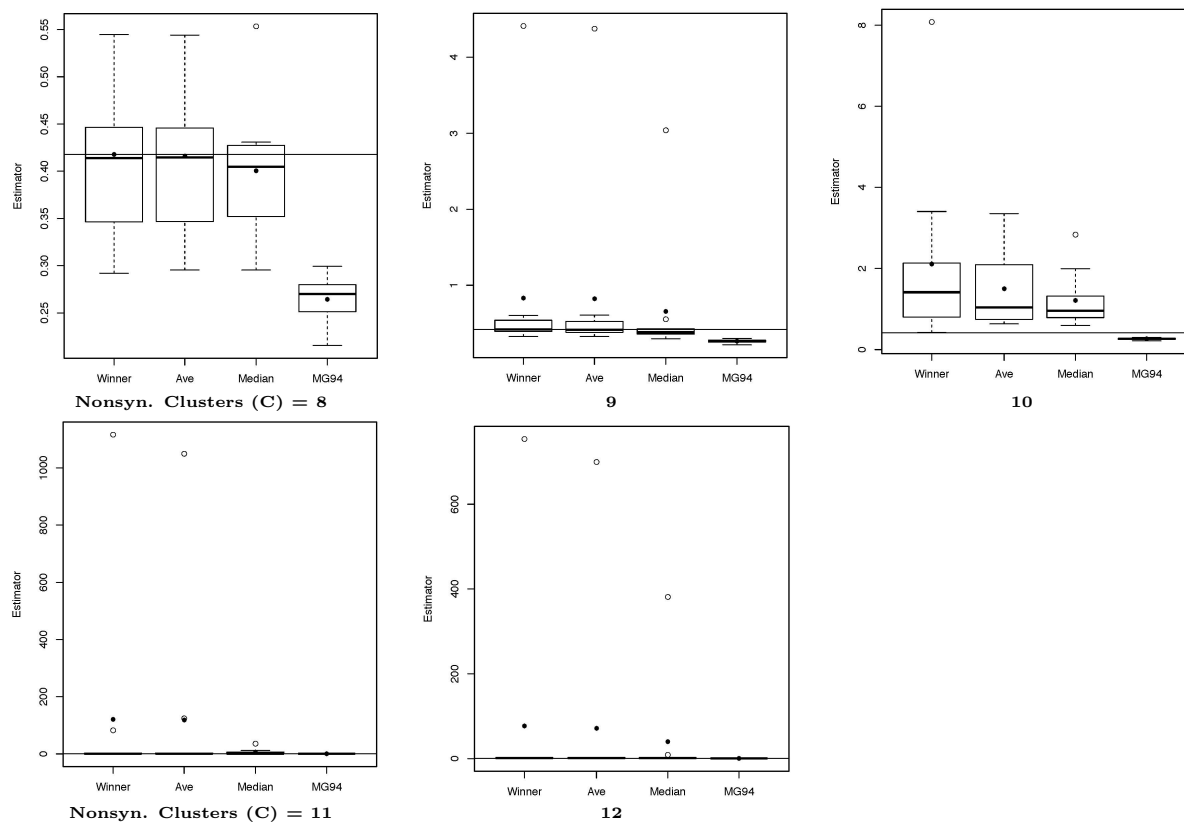 Estimator
0.25 0.30 0.35 0.40 0.45 0.50 0.55
Winner Ave Median MG94
Nonsyn. Clusters (C) = 8
Estimator
1 2 3 4
Winner Ave Median MG94
9
Estimator
0 2 4 6 8
Winner Ave Median MG94
10
Estimator
0 200 400 600 800 1000
Winner Ave Median MG94
Nonsyn. Clusters (C) = 11
Estimator
0 200 400 600
Winner Ave Median MG94
12